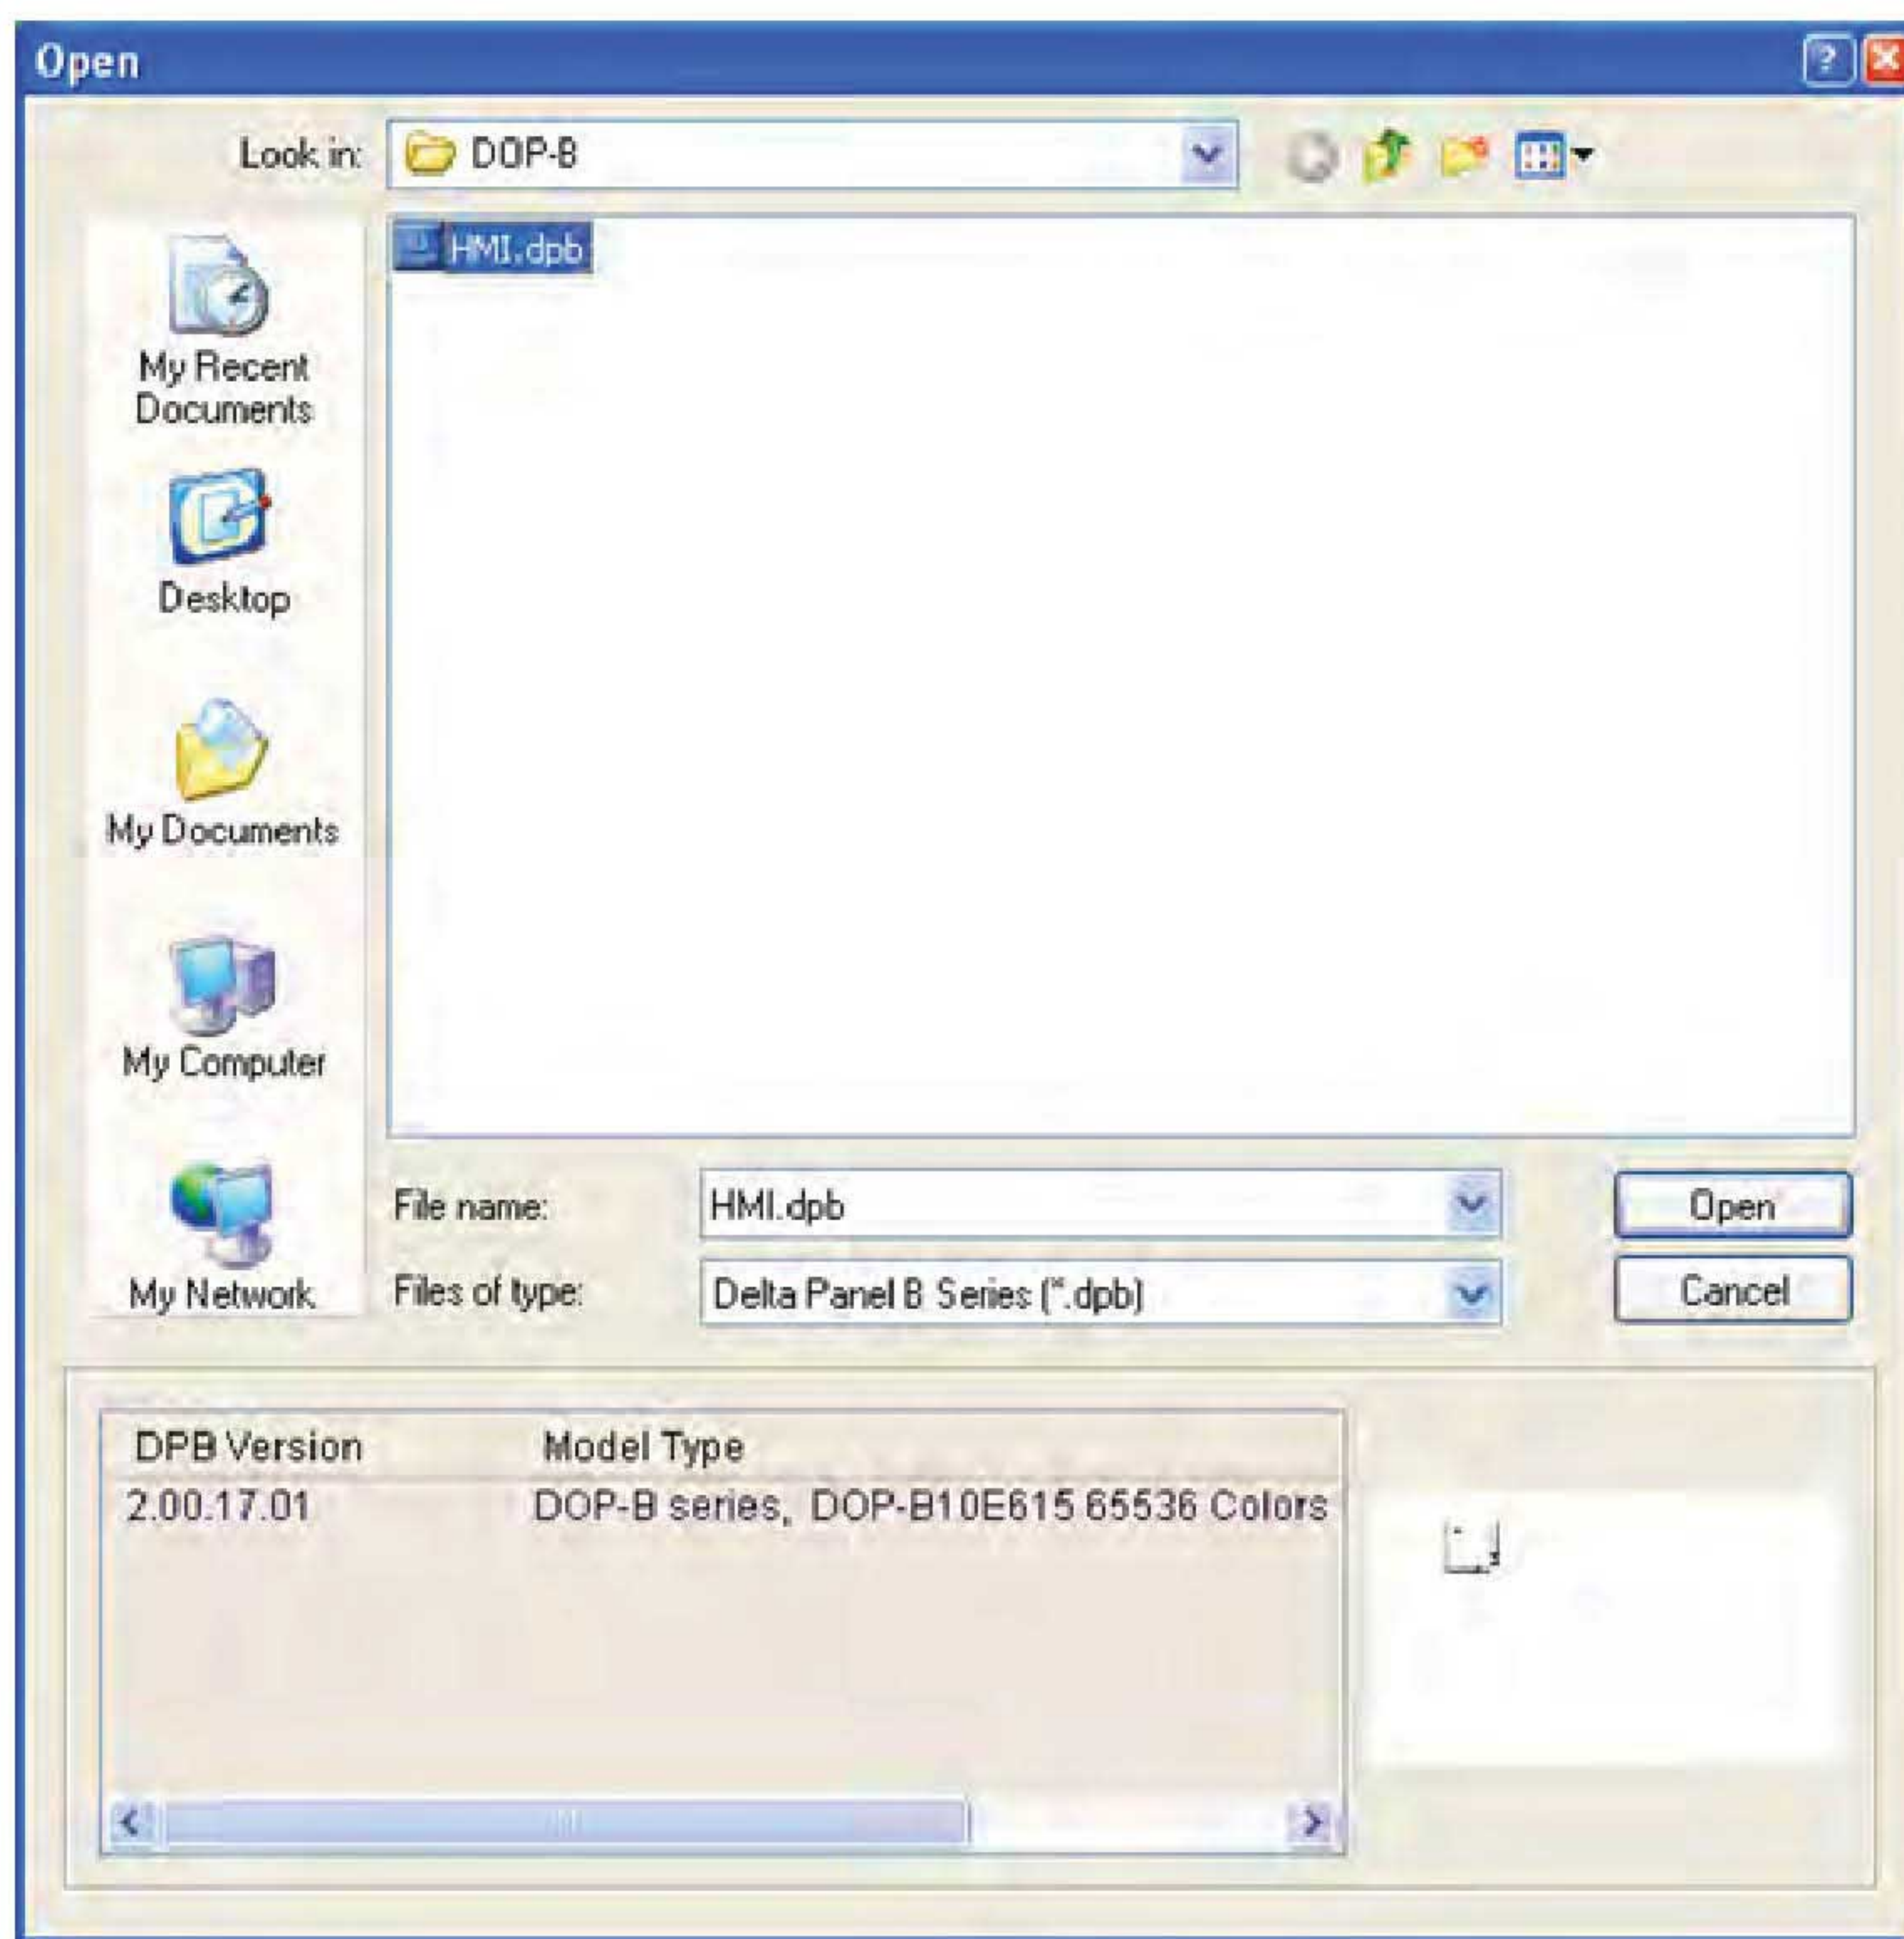 Open
Look in: DOP-B
HMI.dpb
My Recent
Documents
Desktop
My Documents
My Computer
My Network
File name: HMI.dpb Open
Files of type: Delta Panel B Series (*.dpb) Cancel
DPB Version Model Type
2.00.17.01 DOP-B series, DOP-B10E615 65536 Colors